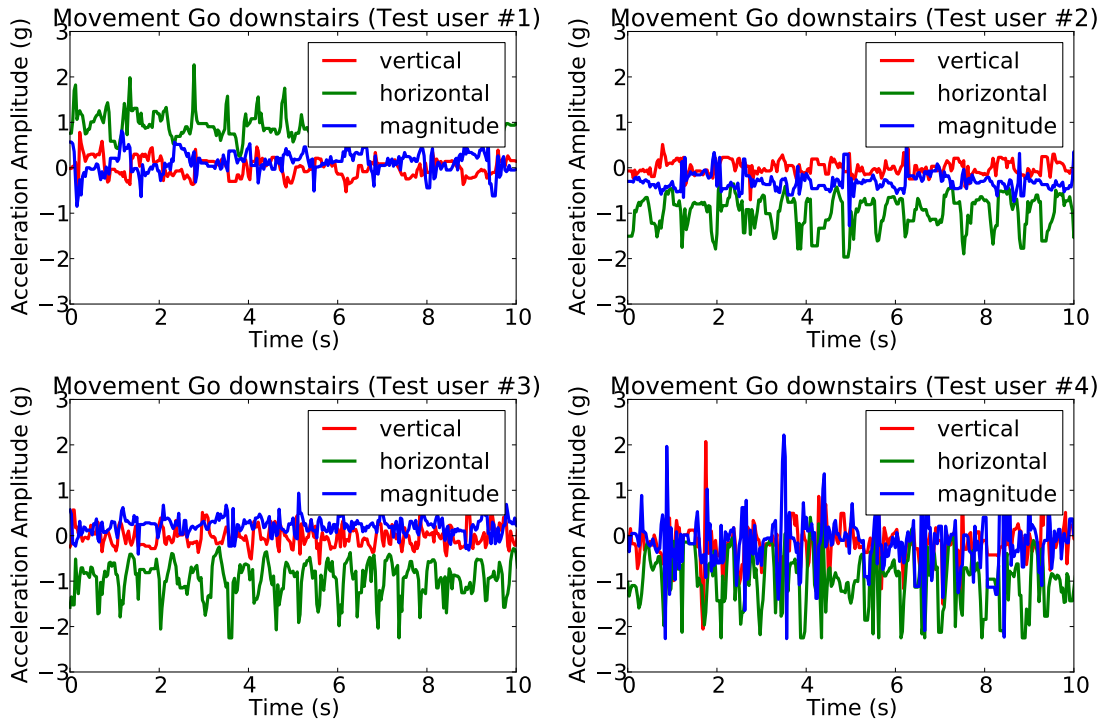 Movement Go downstairs (Test user #1)
Acceleration Amplitude (g)
3
2
1
0
−1
−2
−3
vertical
horizontal
magnitude
0 2 4 6 8 10
Time (s)
Movement Go downstairs (Test user #2)
Acceleration Amplitude (g)
3
2
1
0
−1
−2
−3
vertical
horizontal
magnitude
0 2 4 6 8 10
Time (s)
Movement Go downstairs (Test user #3)
Acceleration Amplitude (g)
3
2
1
0
−1
−2
−3
vertical
horizontal
magnitude
0 2 4 6 8 10
Time (s)
Movement Go downstairs (Test user #4)
Acceleration Amplitude (g)
3
2
1
0
−1
−2
−3
vertical
horizontal
magnitude
0 2 4 6 8 10
Time (s)